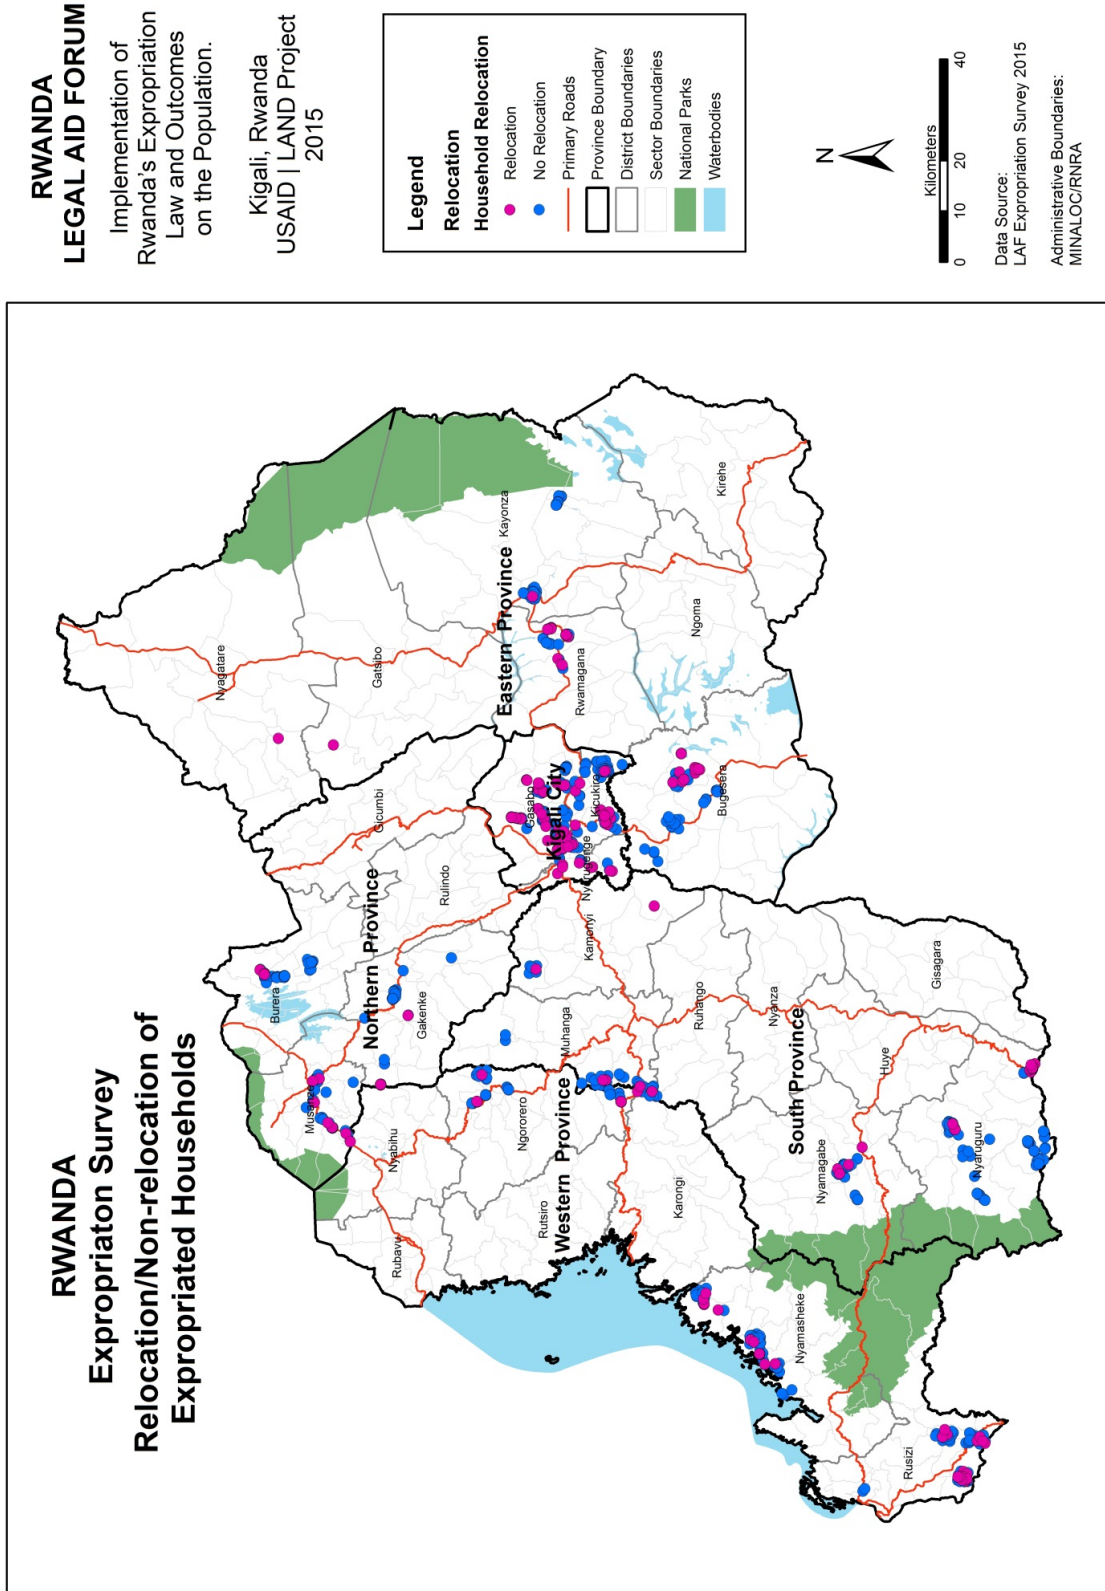 RWANDA
Expropriaton Survey
Relocation/Non-relocation of
Expropriated Households
RWANDA
LEGAL AID FORUM
Implementation of
Rwanda's Expropriation
Law and Outcomes
on the Population.
Kigali, Rwanda
USAID | LAND Project
2015
Legend
Relocation
Household Relocation
Relocation
No Relocation
Primary Roads
Province Boundary
District Boundaries
Sector Boundaries
National Parks
Waterbodies
N
Kilometers
0 10 20 40
Data Source:
LAF Expropriation Survey 2015
Administrative Boundaries:
MINALOC/RNRA
Nyagatare
Gatsibo
Gicumbi
Burera
Musanze
Rulindo
Northern Province
Gakenke
Nyabihu
Rubavu
Kayonza
Eastern Province
Rwamagana
Gasabo
Kigali City
Kicukiro
Nyarugenge
Kamonyi
Muhanga
Ngororero
Rutsiro
Western Province
Karongi
Kirehe
Ngoma
Bugesera
Ruhango
Nyanza
South Province
Nyamagabe
Huye
Gisagara
Nyaruguru
Nyamasheke
Rusizi